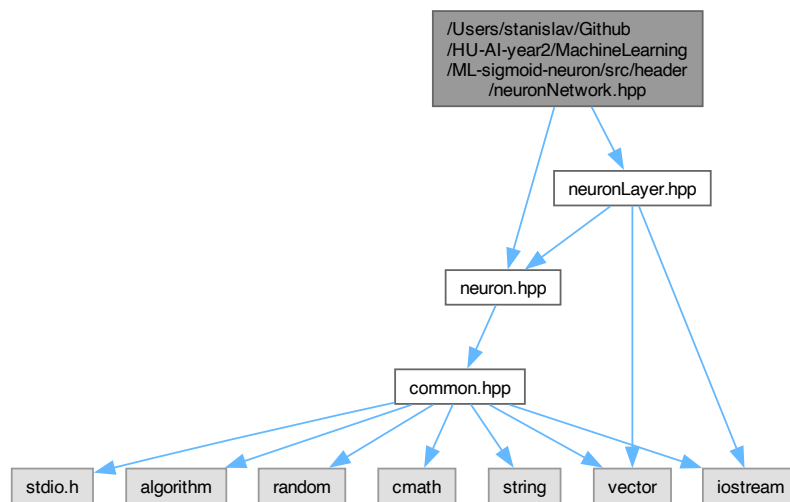 /Users/stanislav/Github
/HU-AI-year2/MachineLearning
/ML-sigmoid-neuron/src/header
/neuronNetwork.hpp
neuronLayer.hpp
neuron.hpp
common.hpp
stdio.h
algorithm
random
cmath
string
vector
iostream